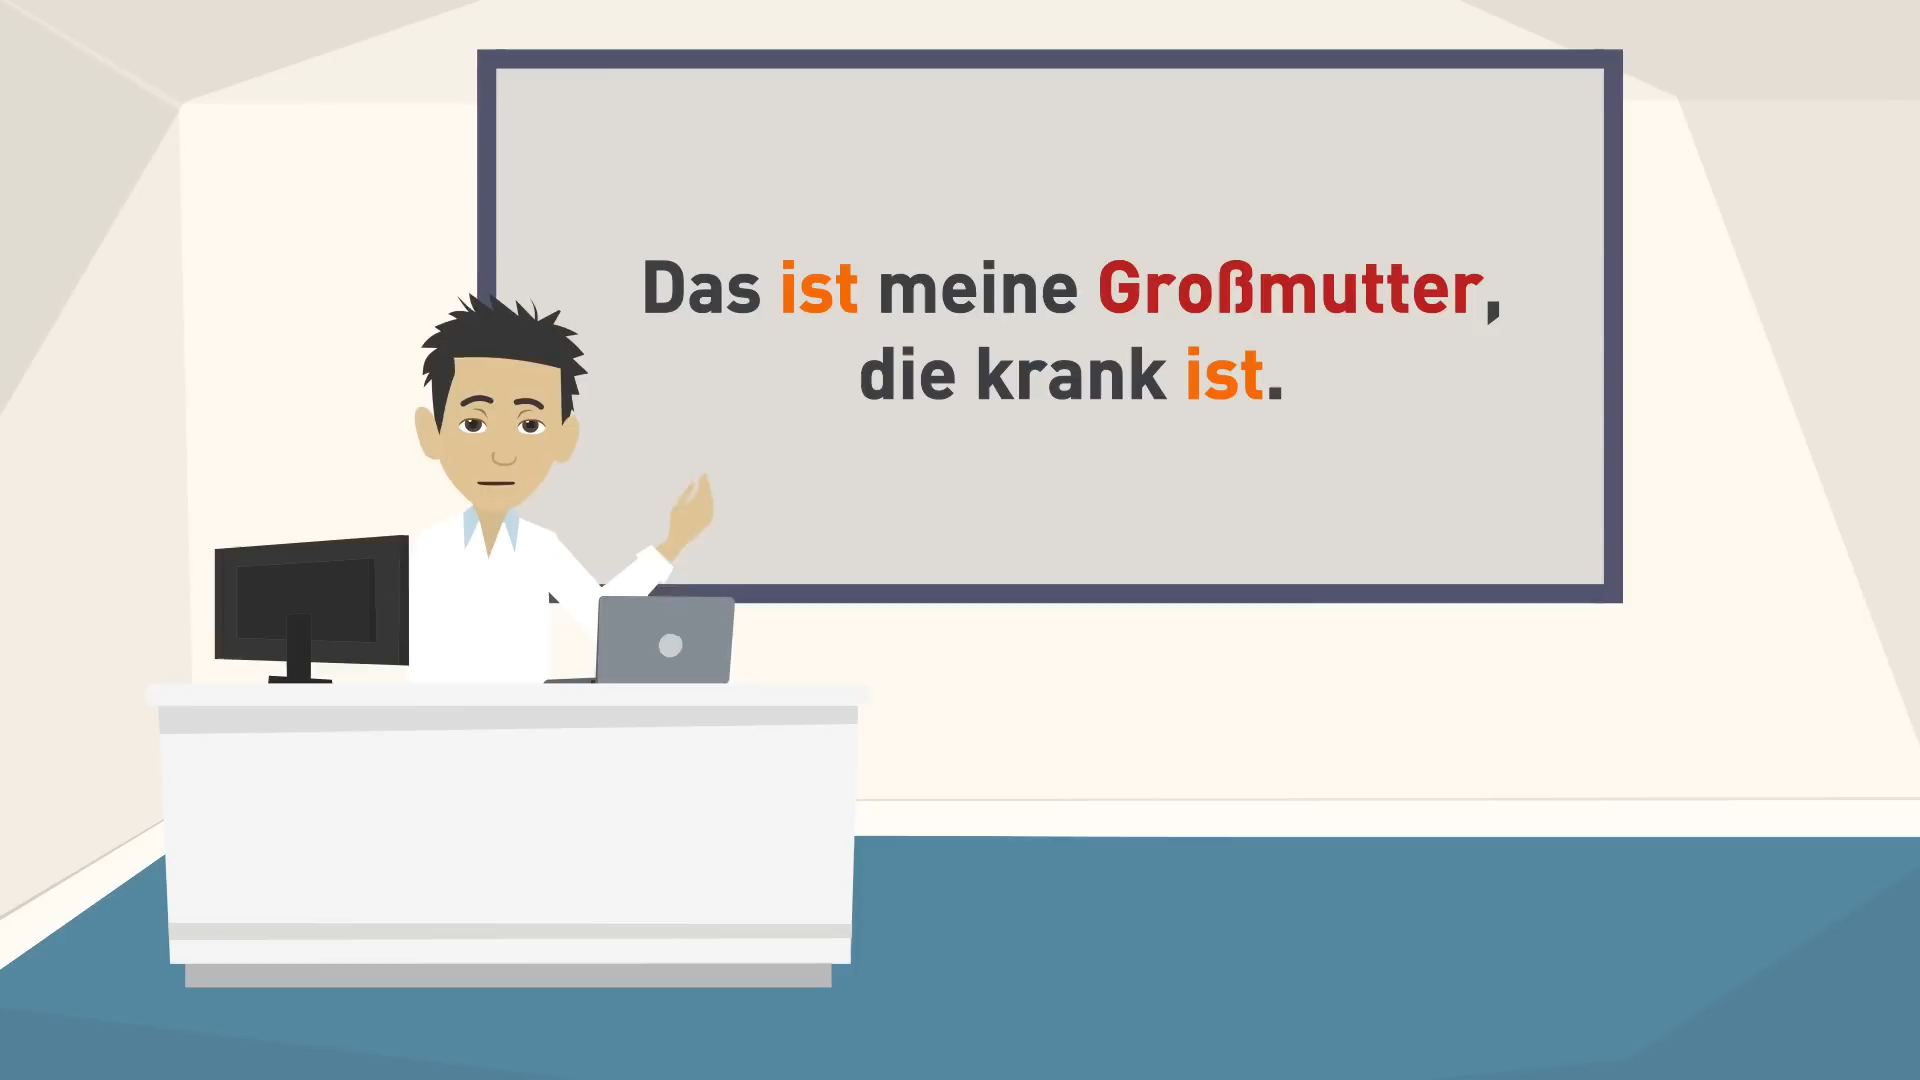 Das ist meine Großmutter,
die krank ist.